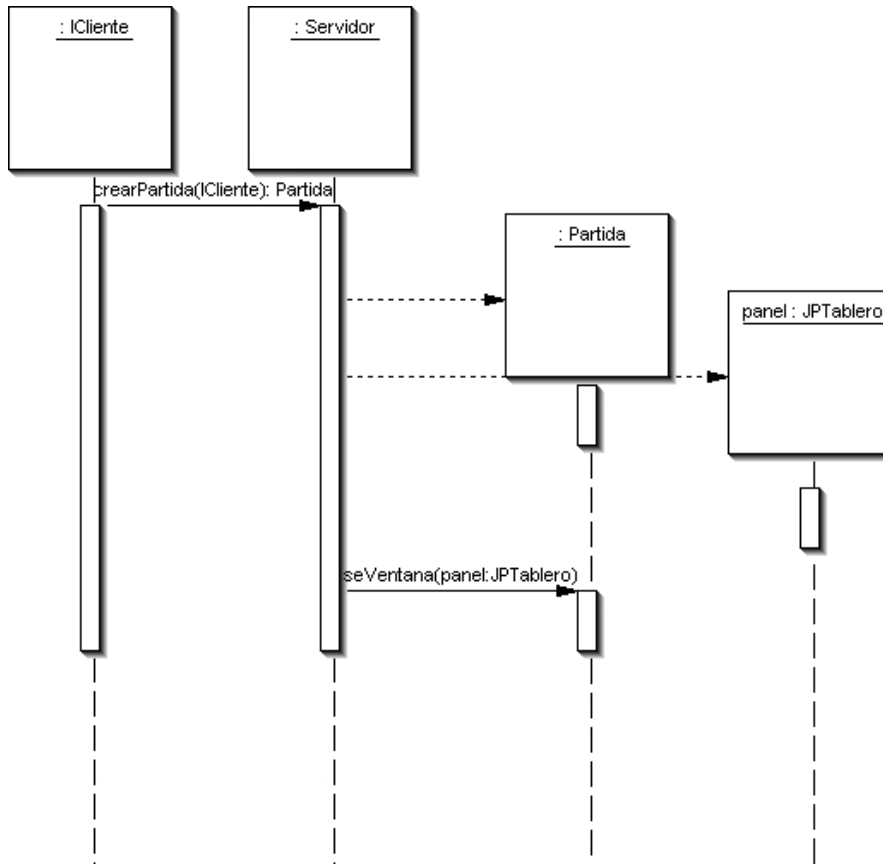 : ICliente
: Servidor
crearPartida(ICliente): Partida
: Partida
panel : JPTablero
seVentana(panel:JPTablero)